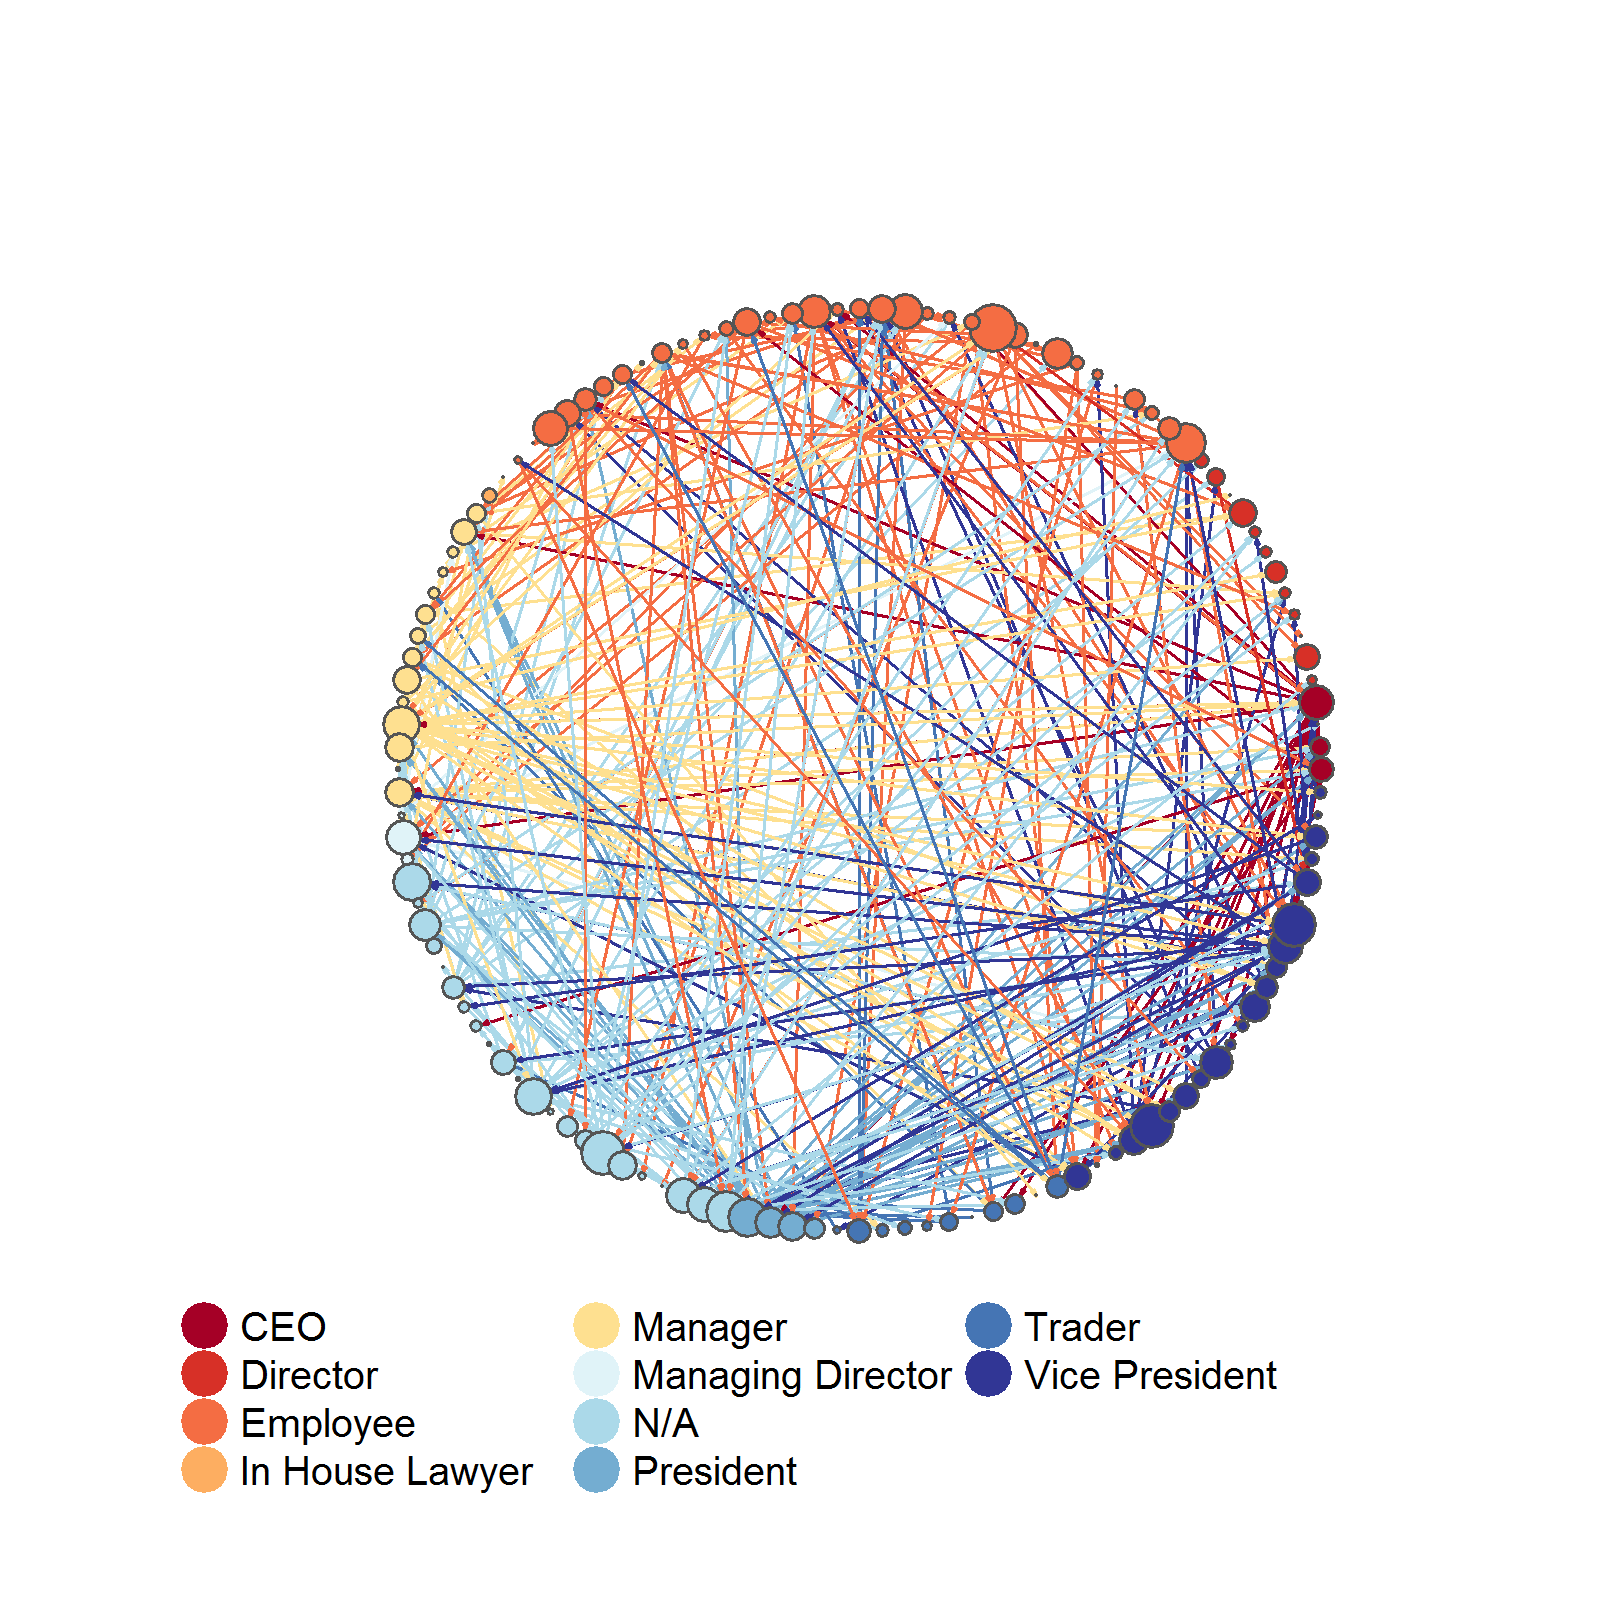 CEO
Director
Employee
In House Lawyer
Manager
Managing Director
N/A
President
Trader
Vice President